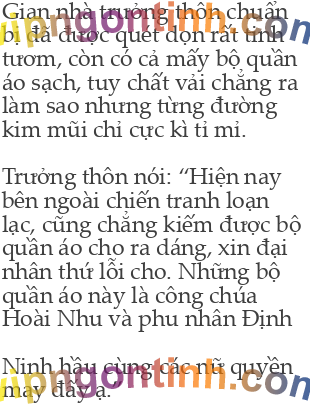 Gian nhà trưởng thôn chuẩn
bị đã được quét dọn rất tinh
tươm, còn có cả mấy bộ quần
áo sạch, tuy chất vải chẳng ra
làm sao nhưng từng đường
kim mũi chỉ cực kì tỉ mỉ.
Trưởng thôn nói: “Hiện nay
bên ngoài chiến tranh loạn
lạc, cũng chẳng kiếm được bộ
quần áo cho ra dáng, xin đại
nhân thứ lỗi cho. Những bộ
quần áo này là công chúa
Hoài Nhu và phu nhân Định
Ninh hầu cùng các nữ quyền
may đấy ạ.”
vipngontinh.com
vipngontinh.com